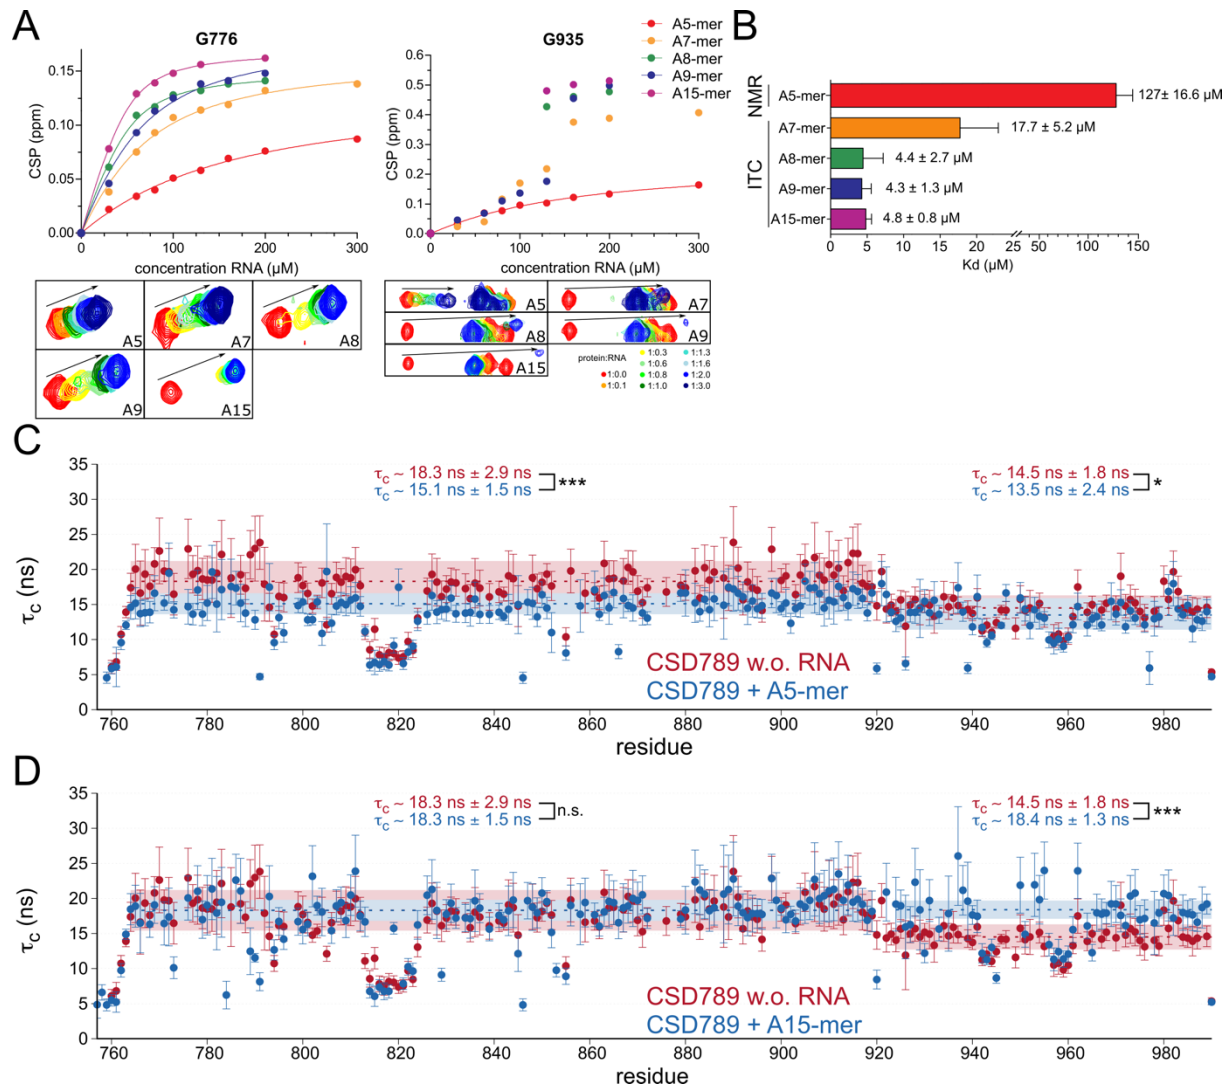 A
G776
CSP (ppm)
0.15
0.10
0.05
0.00
0
100
200
300
concentration RNA (µM)
A5
A7
A8
A9
A15
G935
CSP (ppm)
0.6
0.5
0.4
0.3
0.2
0.1
0.0
0
100
200
300
concentration RNA (µM)
A5-mer
A7-mer
A8-mer
A9-mer
A15-mer
A5
A7
A8
A9
A15
protein:RNA
1:0.0
1:0.1
1:0.3
1:0.6
1:0.8
1:1.0
1:1.3
1:1.6
1:2.0
1:3.0
B
NMR
ITC
A5-mer
127± 16.6 µM
A7-mer
17.7 ± 5.2 µM
A8-mer
4.4 ± 2.7 µM
A9-mer
4.3 ± 1.3 µM
A15-mer
4.8 ± 0.8 µM
0 5 10 15 20 25 50 100 150
Kd (µM)
C
τc ~ 18.3 ns ± 2.9 ns
τc ~ 15.1 ns ± 1.5 ns
***
τc ~ 14.5 ns ± 1.8 ns
τc ~ 13.5 ns ± 2.4 ns
*
τc (ns)
35
30
25
20
15
10
5
0
CSD789 w.o. RNA
CSD789 + A5-mer
760 780 800 820 840 860 880 900 920 940 960 980
residue
D
τc ~ 18.3 ns ± 2.9 ns
τc ~ 18.3 ns ± 1.5 ns
n.s.
τc ~ 14.5 ns ± 1.8 ns
τc ~ 18.4 ns ± 1.3 ns
***
τc (ns)
35
30
25
20
15
10
5
0
CSD789 w.o. RNA
CSD789 + A15-mer
760 780 800 820 840 860 880 900 920 940 960 980
residue